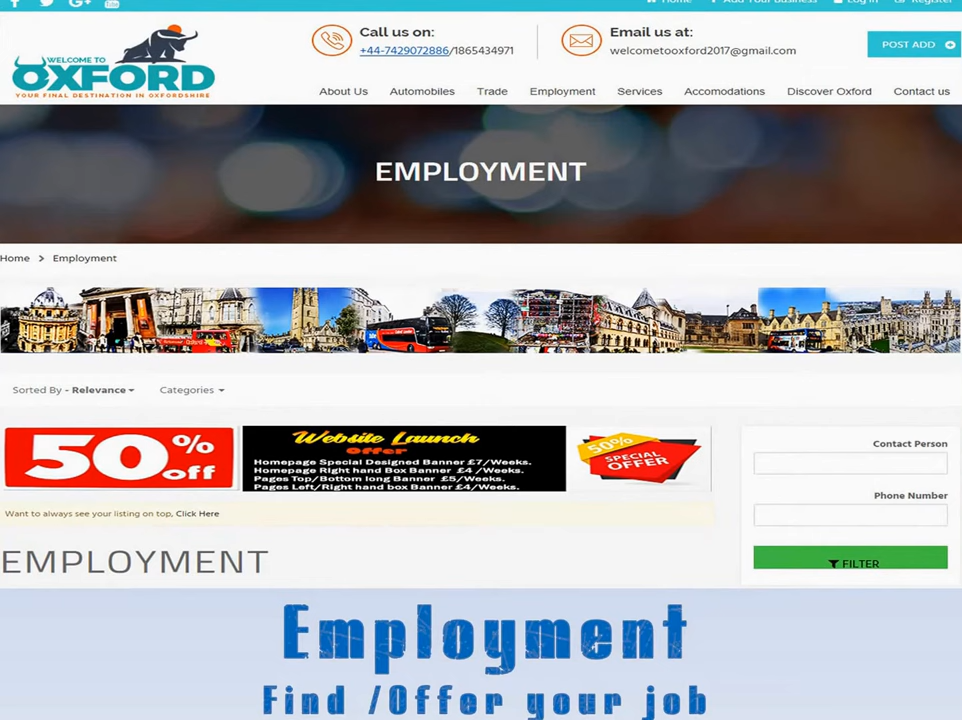 Home Add Your Business Log in Register
WELCOME TO
OXFORD
YOUR FINAL DESTINATION IN OXFORDSHIRE
Call us on:
+44-7429072886/1865434971
Email us at:
welcometooxford2017@gmail.com
POST ADD
About Us Automobiles Trade Employment Services Accomodations Discover Oxford Contact us
EMPLOYMENT
Home > Employment
Sorted By - Relevance Categories
50% off
Website Launch
Offer
Homepage Special Designed Banner £7/Weeks.
Homepage Right hand Box Banner £4 /Weeks.
Pages Top/Bottom long Banner £5/Weeks.
Pages Left/Right hand box Banner £4/Weeks.
50%
SPECIAL
OFFER
Contact Person
Phone Number
FILTER
Want to always see your listing on top, Click Here
EMPLOYMENT
Employment
Find /Offer your job